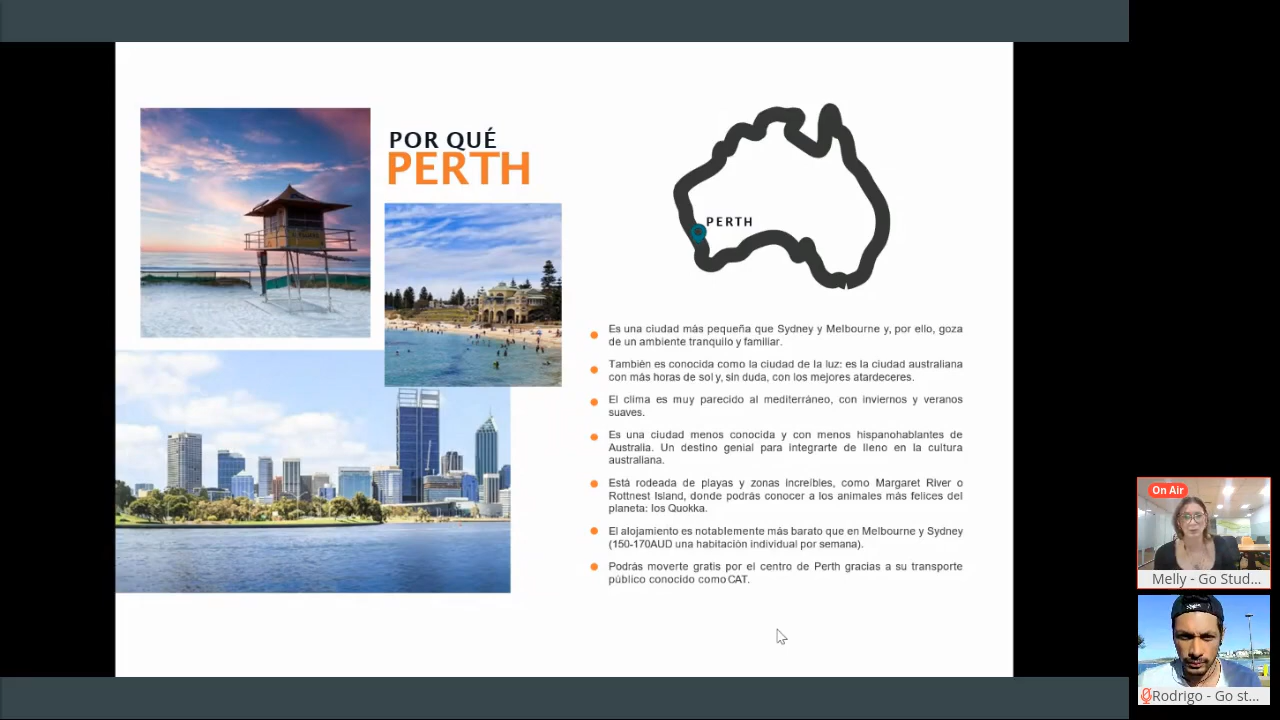 POR QUÉ
PERTH
PERTH
Es una ciudad más pequeña que Sydney y Melbourne y, por ello, goza
de un ambiente tranquilo y familiar.
También es conocida como la ciudad de la luz: es la ciudad australiana
con más horas de sol y, sin duda, con los mejores atardeceres.
El clima es muy parecido al mediterráneo, con inviernos y veranos
suaves.
Es una ciudad menos conocida y con menos hispanohablantes de
Australia. Un destino genial para integrarte de lleno en la cultura
australiana.
Está rodeada de playas y zonas increíbles, como Margaret River o
Rottnest Island, donde podrás conocer a los animales más felices del
planeta: los Quokka.
El alojamiento es notablemente más barato que en Melbourne y Sydney
(150-170AUD una habitación individual por semana).
Podrás moverte gratis por el centro de Perth gracias a su transporte
público conocido como CAT.
On Air
Melly - Go Stud...
Rodrigo - Go st...